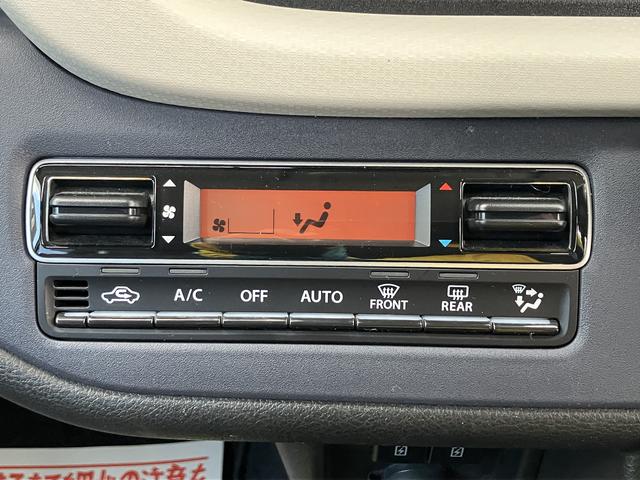 A/C OFF AUTO FRONT REAR